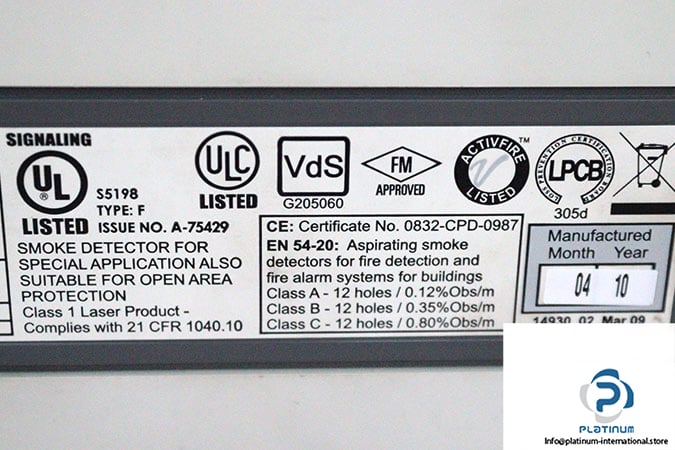 SIGNALING
UL
LISTED
S5198
TYPE: F
ISSUE NO. A-75429
SMOKE DETECTOR FOR
SPECIAL APPLICATION ALSO
SUITABLE FOR OPEN AREA
PROTECTION
Class 1 Laser Product -
Complies with 21 CFR 1040.10
ULC
LISTED
VdS
G205060
FM
APPROVED
ACTIVFIRE
LISTED
TM
LOSS PREVENTION CERTIFICATION BOARD
LPCB
305d
CE: Certificate No. 0832-CPD-0987
EN 54-20: Aspirating smoke
detectors for fire detection and
fire alarm systems for buildings
Class A - 12 holes / 0.12%Obs/m
Class B - 12 holes / 0.35%Obs/m
Class C - 12 holes / 0.80%Obs/m
Manufactured
Month Year
04 10
14930_02 Mar 09
PLATINUM
Info@platinum-international.store